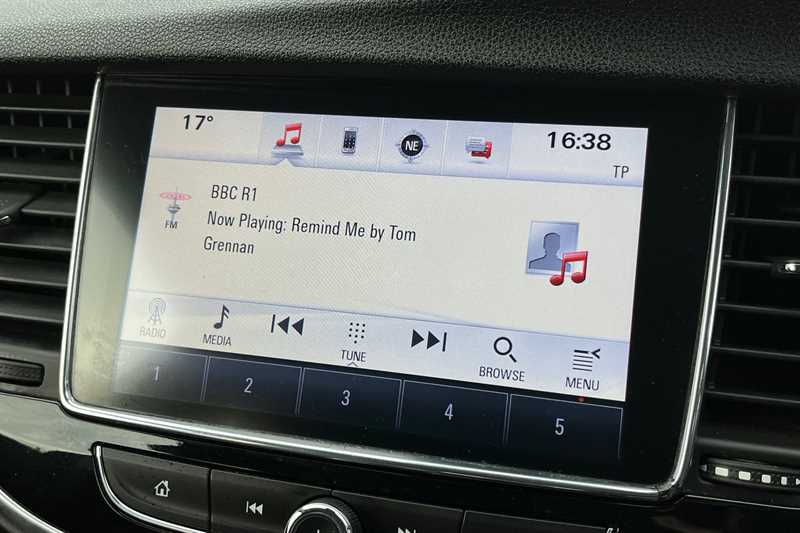 17°
NE
16:38
TP
BBC R1
FM
Now Playing: Remind Me by Tom
Grennan
RADIO
MEDIA
TUNE
BROWSE
MENU
1
2
3
4
5